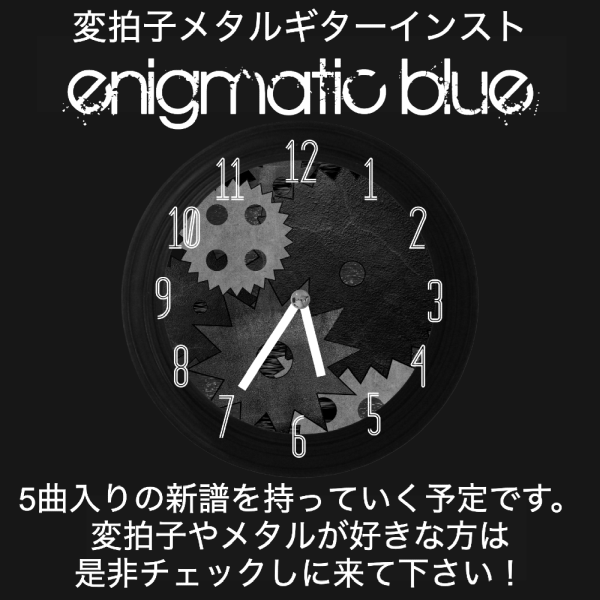 変拍子メタルギターインスト
enigmatic blue
12
11
1
10
2
9
3
8
4
7
5
6
5曲入りの新譜を持っていく予定です。
変拍子やメタルが好きな方は
是非チェックしに来て下さい！